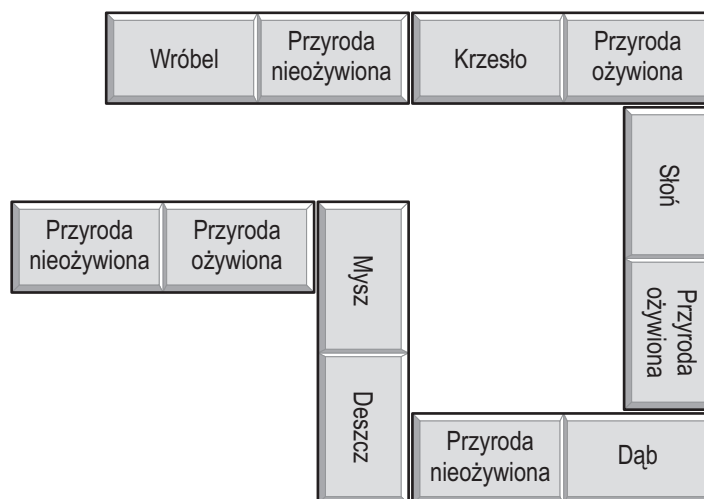 Wróbel
Przyroda
nieożywiona
Krzesło
Przyroda
ożywiona
Słoń
Przyroda
ożywiona
Przyroda
nieożywiona
Przyroda
ożywiona
Mysz
Deszcz
Przyroda
nieożywiona
Dąb